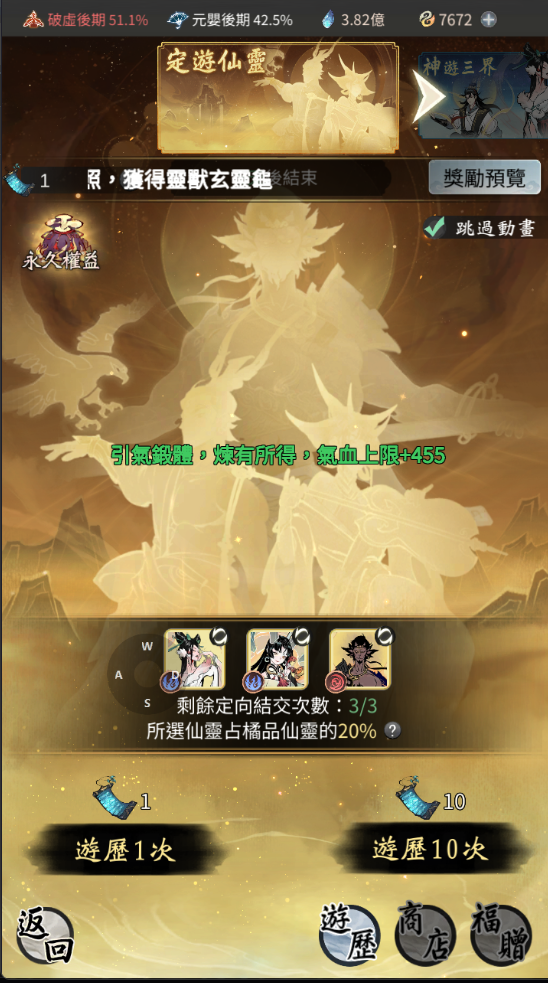 破虛後期 51.1% 元嬰後期 42.5% 3.82億 7672
定遊仙靈
神遊三界
1 ，獲得靈獸玄靈龜 後結束 獎勵預覽
跳過動畫
永久權益
引氣鍛體，煉有所得，氣血上限+455
W
A D
S
剩餘定向結交次數：3/3
所選仙靈占橘品仙靈的20% ?
1 10
遊歷1次 遊歷10次
返回 遊歷 商店 福贈